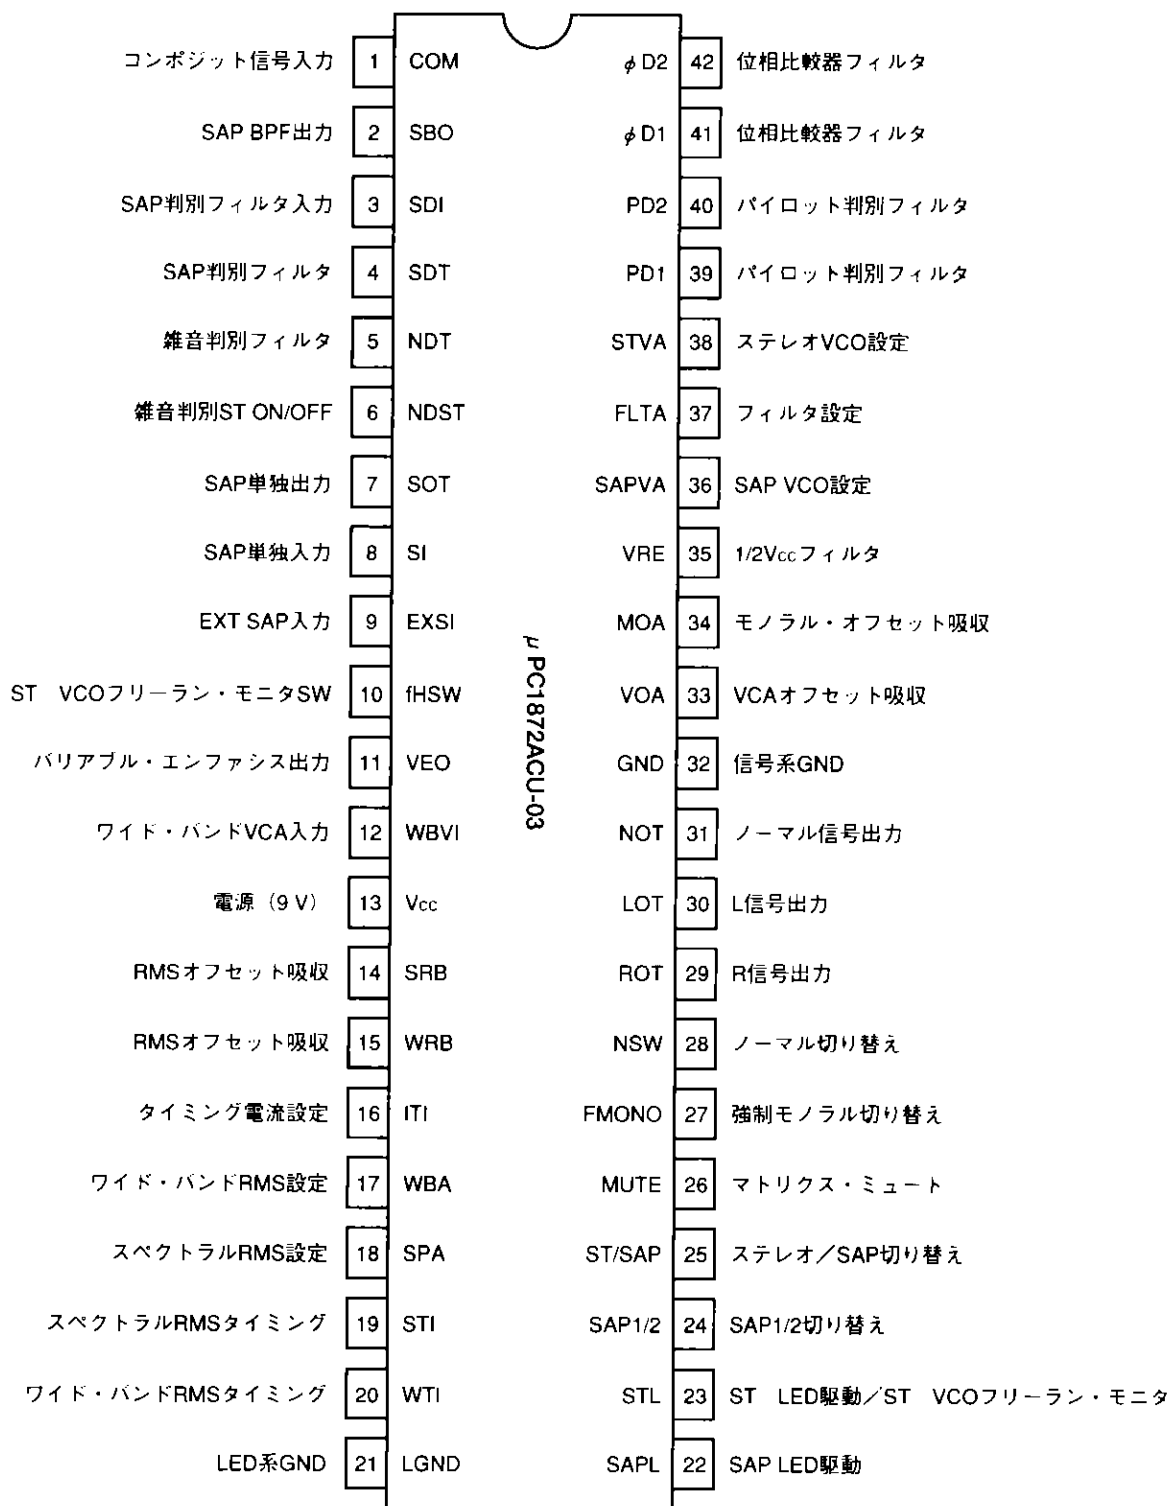 コンポジット信号入力 1 COM φD2 42 位相比較器フィルタ
SAP BPF出力 2 SBO φD1 41 位相比較器フィルタ
SAP判別フィルタ入力 3 SDI PD2 40 パイロット判別フィルタ
SAP判別フィルタ 4 SDT PD1 39 パイロット判別フィルタ
雑音判別フィルタ 5 NDT STVA 38 ステレオVCO設定
雑音判別ST ON/OFF 6 NDST FLTA 37 フィルタ設定
SAP単独出力 7 SOT SAPVA 36 SAP VCO設定
SAP単独入力 8 SI VRE 35 1/2Vccフィルタ
EXT SAP入力 9 EXSI MOA 34 モノラル・オフセット吸収
ST VCOフリーラン・モニタSW 10 fHSW VOA 33 VCAオフセット吸収
バリアブル・エンファシス出力 11 VEO GND 32 信号系GND
ワイド・バンドVCA入力 12 WBVI NOT 31 ノーマル信号出力
電源（9 V） 13 Vcc LOT 30 L信号出力
RMSオフセット吸収 14 SRB ROT 29 R信号出力
RMSオフセット吸収 15 WRB NSW 28 ノーマル切り替え
タイミング電流設定 16 ITI FMONO 27 強制モノラル切り替え
ワイド・バンドRMS設定 17 WBA MUTE 26 マトリクス・ミュート
スペクトラルRMS設定 18 SPA ST/SAP 25 ステレオ／SAP切り替え
スペクトラルRMSタイミング 19 STI SAP1/2 24 SAP1/2切り替え
ワイド・バンドRMSタイミング 20 WTI STL 23 ST LED駆動／ST VCOフリーラン・モニタ
LED系GND 21 LGND SAPL 22 SAP LED駆動
μPC1872ACU-03